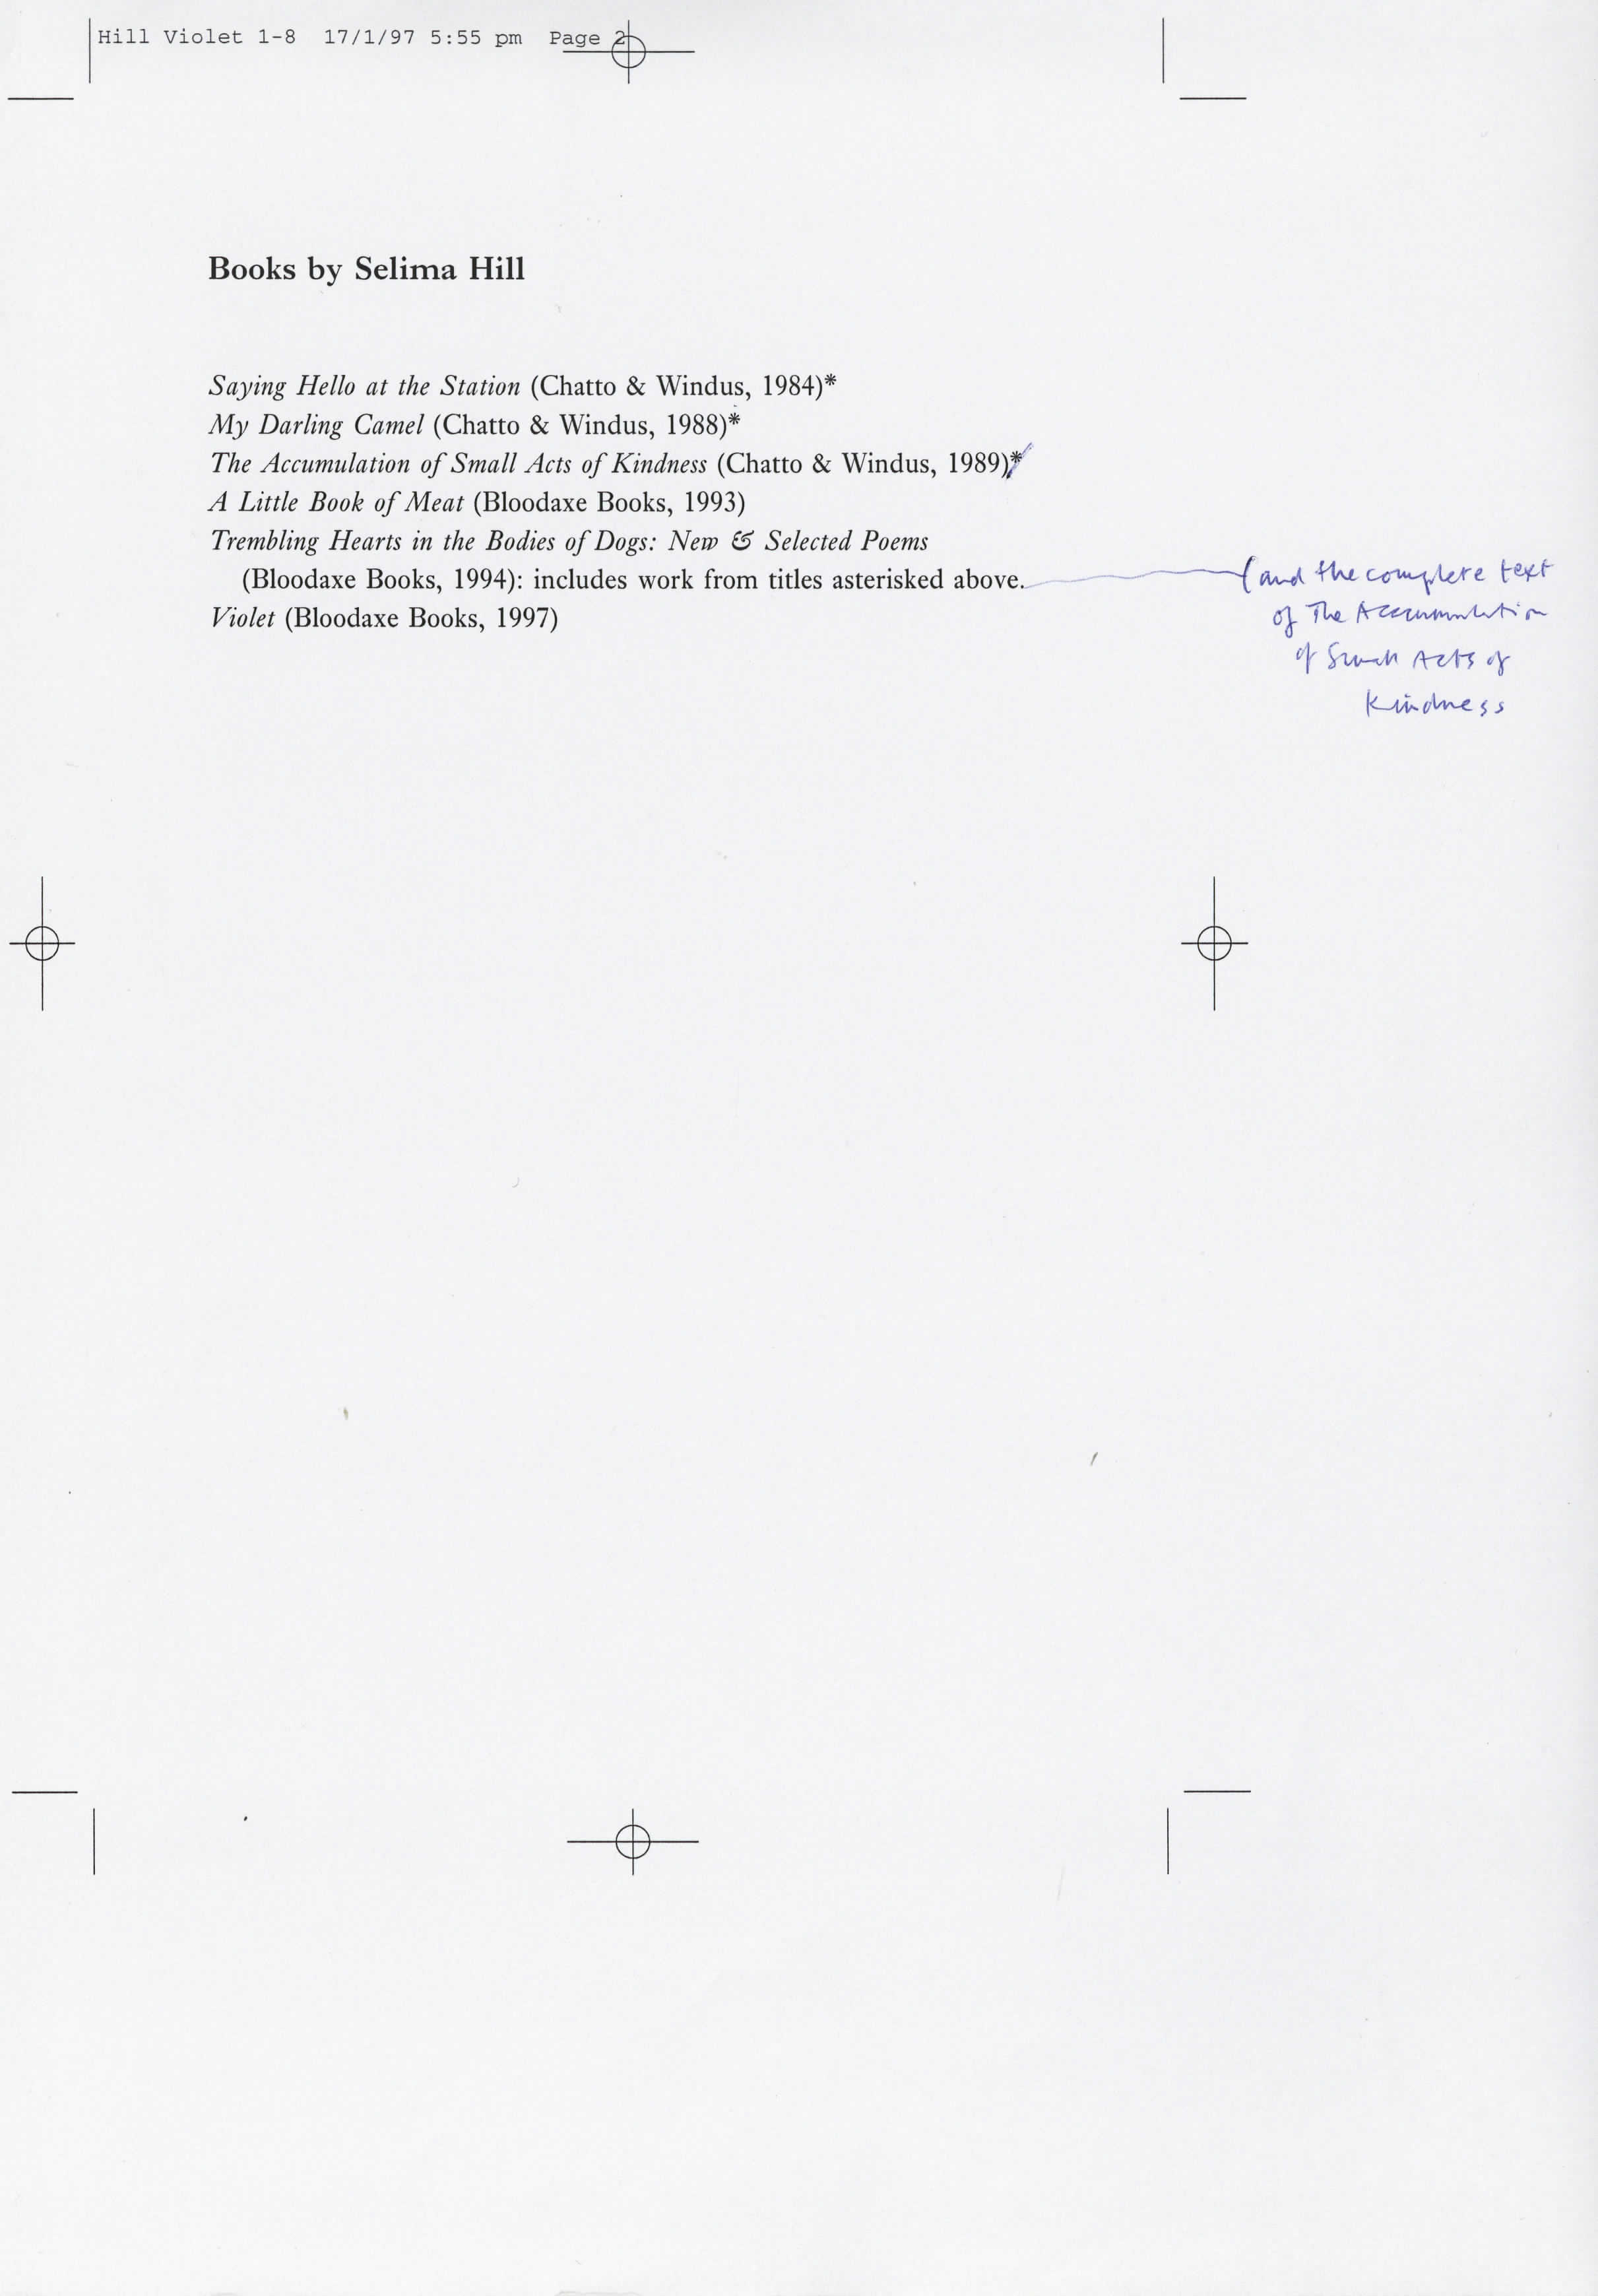 Hill Violet 1-8 17/1/97 5:55 pm Page 2
Books by Selima Hill
Saying Hello at the Station (Chatto & Windus, 1984)*
My Darling Camel (Chatto & Windus, 1988)*
The Accumulation of Small Acts of Kindness (Chatto & Windus, 1989)*
A Little Book of Meat (Bloodaxe Books, 1993)
Trembling Hearts in the Bodies of Dogs: New & Selected Poems
(Bloodaxe Books, 1994): includes work from titles asterisked above.
Violet (Bloodaxe Books, 1997)
and the complete text
of The Accumulation
of Small Acts of
Kindness